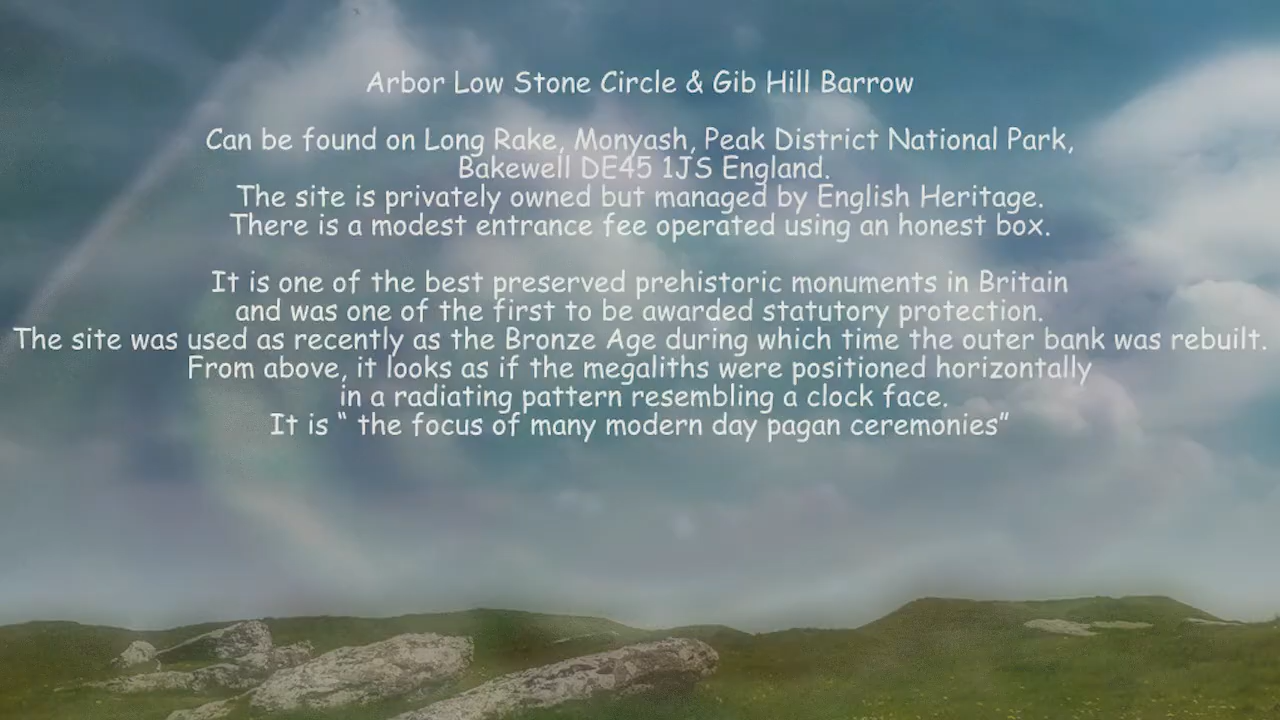 Arbor Low Stone Circle & Gib Hill Barrow
Can be found on Long Rake, Monyash, Peak District National Park,
Bakewell DE45 1JS England.
The site is privately owned but managed by English Heritage.
There is a modest entrance fee operated using an honest box.
It is one of the best preserved prehistoric monuments in Britain
and was one of the first to be awarded statutory protection.
The site was used as recently as the Bronze Age during which time the outer bank was rebuilt.
From above, it looks as if the megaliths were positioned horizontally
in a radiating pattern resembling a clock face.
It is “ the focus of many modern day pagan ceremonies”